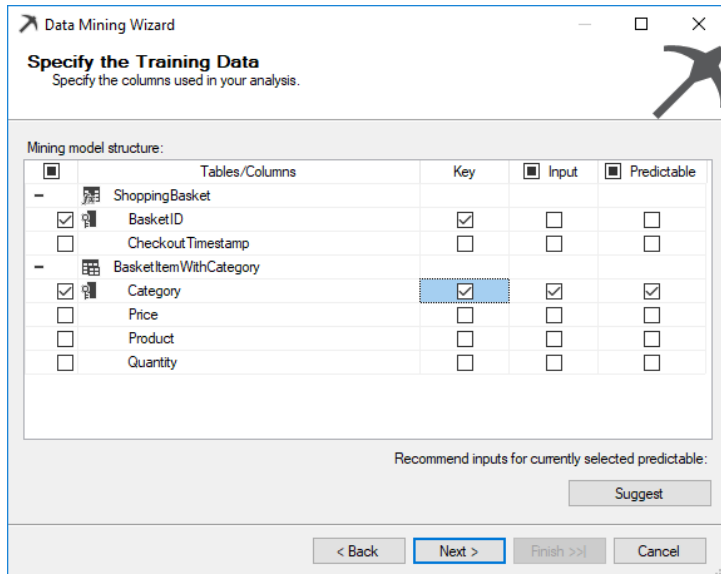 Data Mining Wizard
Specify the Training Data
Specify the columns used in your analysis.
Mining model structure:
Tables/Columns Key Input Predictable
ShoppingBasket
BasketID
CheckoutTimestamp
BasketItemWithCategory
Category
Price
Product
Quantity
Recommend inputs for currently selected predictable:
Suggest
< Back Next > Finish >>| Cancel